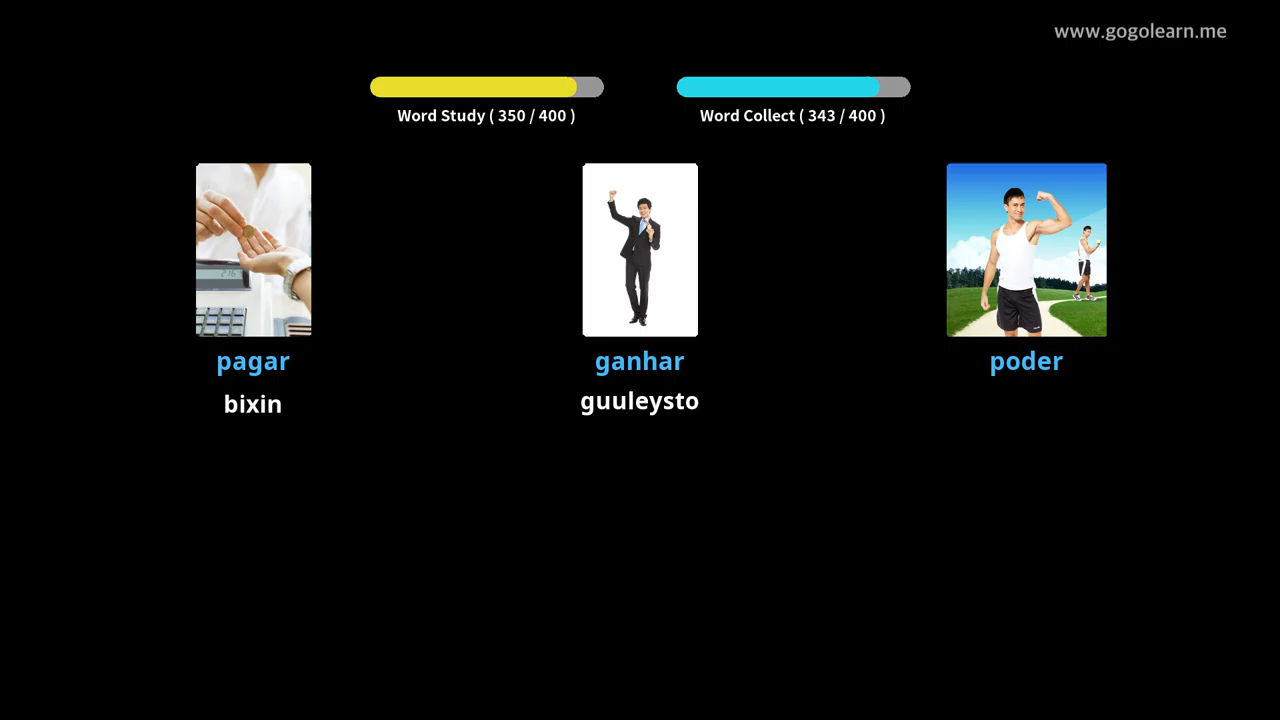 www.gogolearn.me
Word Study ( 350 / 400 )
Word Collect ( 343 / 400 )
pagar
ganhar
poder
bixin
guuleysto